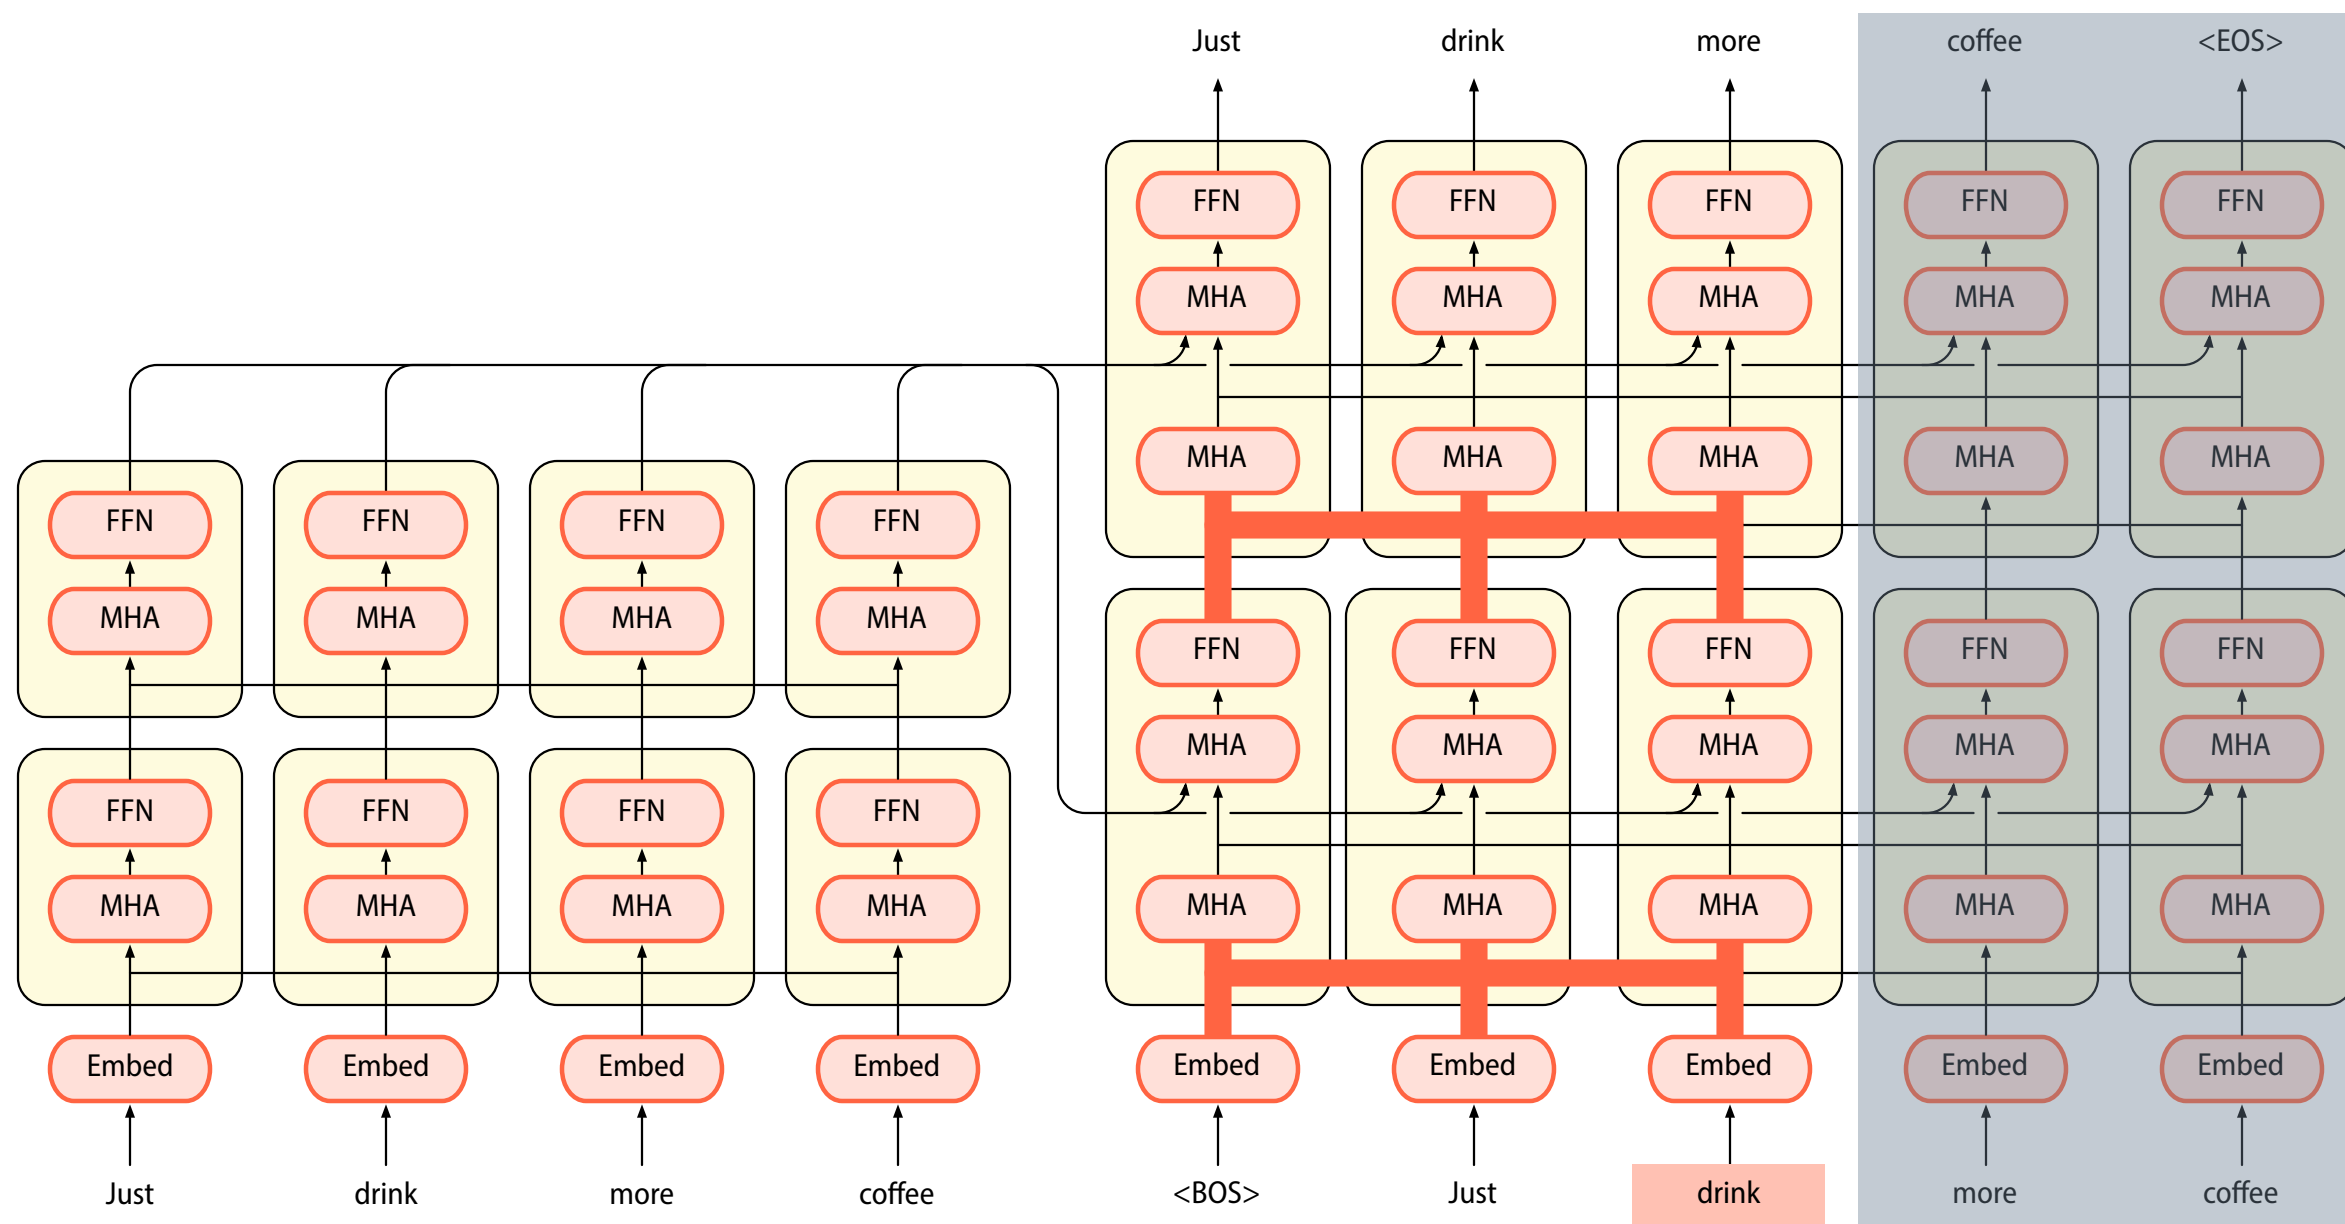 Just drink more coffee <EOS>
FFN FFN FFN FFN FFN
MHA MHA MHA MHA MHA
MHA MHA MHA MHA MHA
FFN FFN FFN FFN
MHA MHA MHA MHA
FFN FFN FFN FFN FFN
MHA MHA MHA MHA MHA
FFN FFN FFN FFN
MHA MHA MHA MHA MHA MHA MHA MHA MHA
Embed Embed Embed Embed Embed Embed Embed Embed Embed
Just drink more coffee <BOS> Just drink more coffee